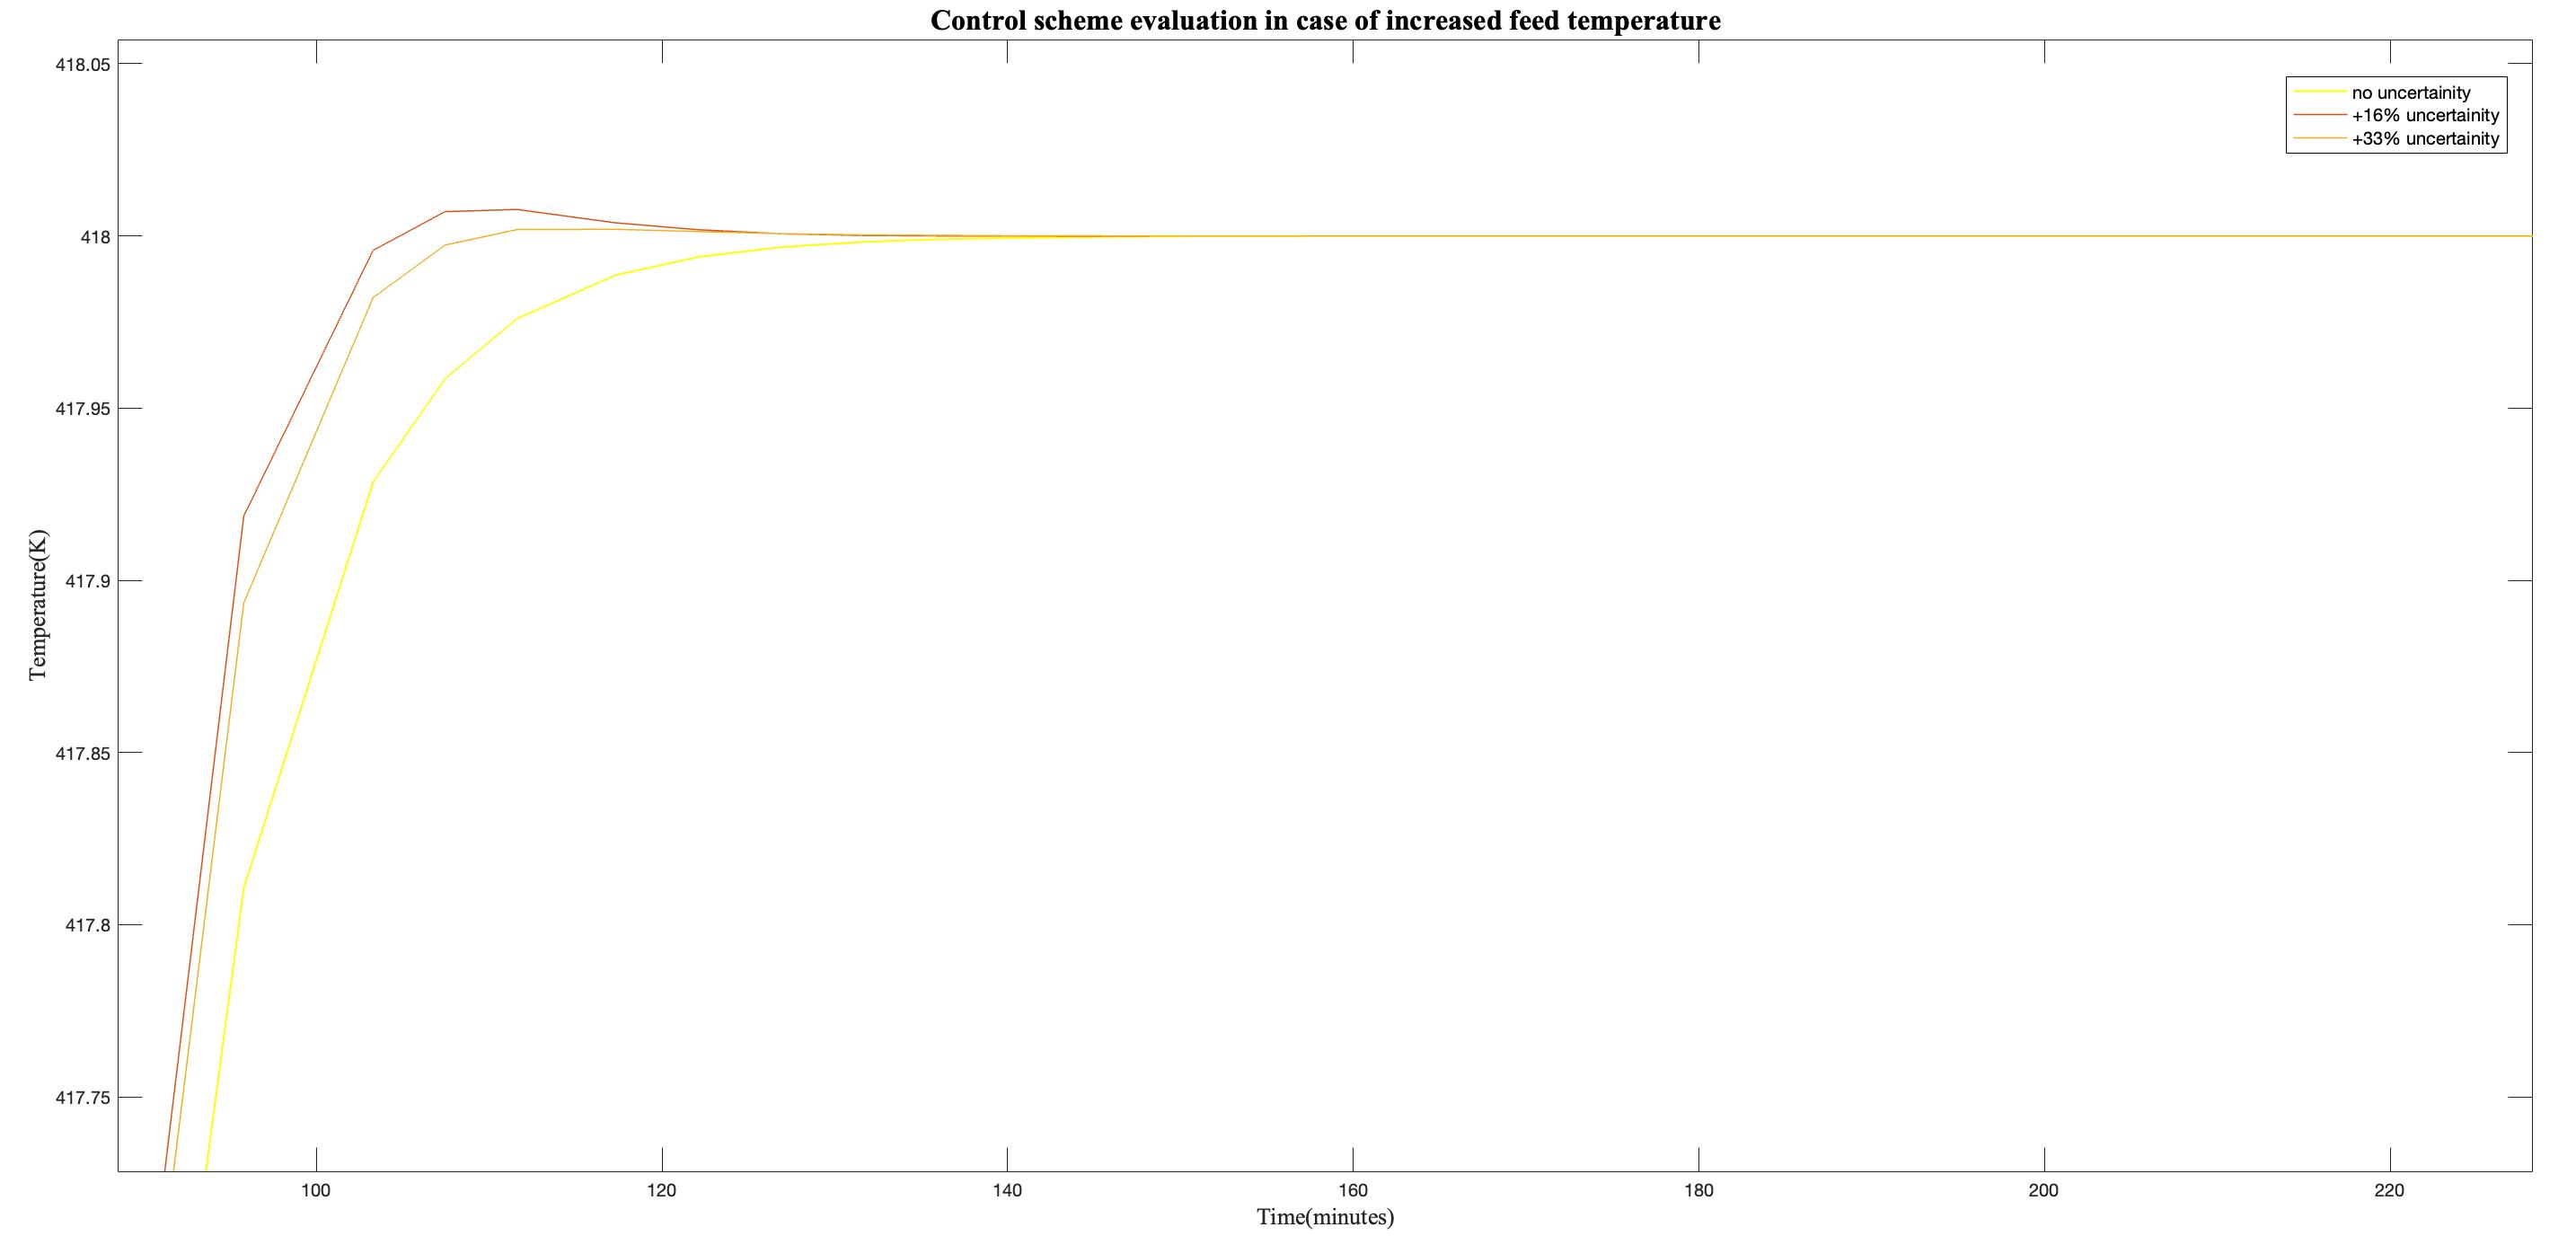 Control scheme evaluation in case of increased feed temperature
418.05
418
417.95
417.9
417.85
417.8
417.75
Temperature(K)
no uncertainity
+16% uncertainity
+33% uncertainity
100
120
140
160
180
200
220
Time(minutes)